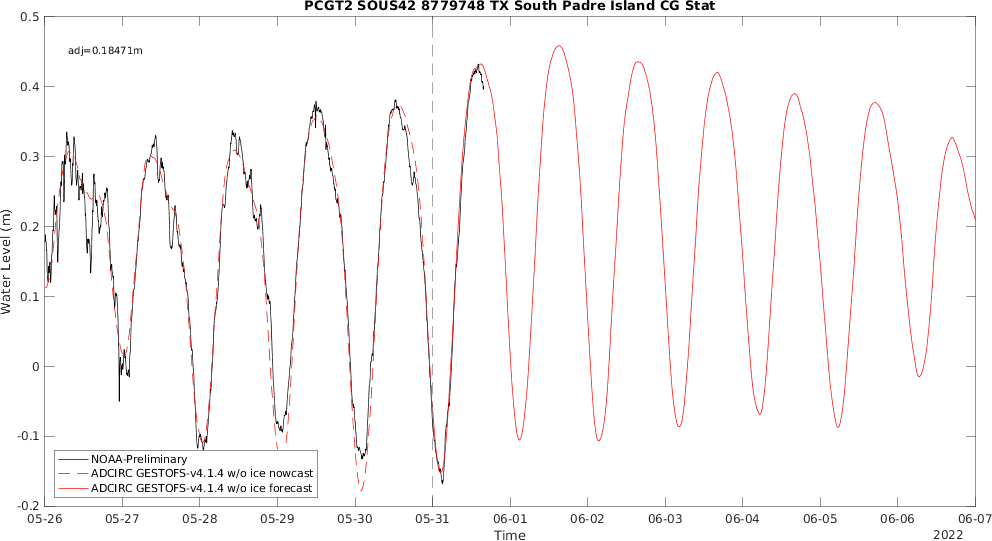 PCGT2 SOUS42 8779748 TX South Padre Island CG Stat
adj=0.18471m
Water Level (m)
0.5
0.4
0.3
0.2
0.1
0
-0.1
-0.2
NOAA-Preliminary
ADCIRC GESTOFS-v4.1.4 w/o ice nowcast
ADCIRC GESTOFS-v4.1.4 w/o ice forecast
05-26 05-27 05-28 05-29 05-30 05-31 06-01 06-02 06-03 06-04 06-05 06-06 06-07
Time
2022